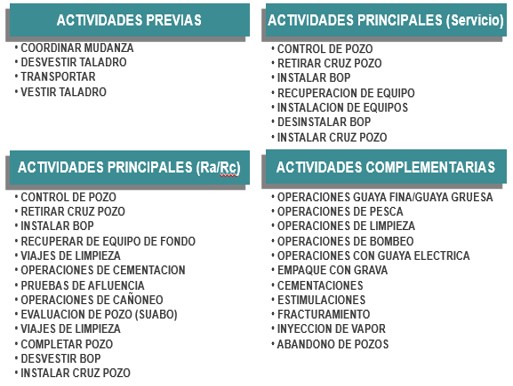 ACTIVIDADES PREVIAS
• COORDINAR MUDANZA
• DESVESTIR TALADRO
• TRANSPORTAR
• VESTIR TALADRO
ACTIVIDADES PRINCIPALES (Servicio)
• CONTROL DE POZO
• RETIRAR CRUZ POZO
• INSTALAR BOP
• RECUPERACION DE EQUIPO
• INSTALACION DE EQUIPOS
• DESINSTALAR BOP
• INSTALAR CRUZ POZO
ACTIVIDADES PRINCIPALES (Ra/Rc)
• CONTROL DE POZO
• RETIRAR CRUZ POZO
• INSTALAR BOP
• RECUPERAR DE EQUIPO DE FONDO
• VIAJES DE LIMPIEZA
• OPERACIONES DE CEMENTACION
• PRUEBAS DE AFLUENCIA
• OPERACIONES DE CAÑONEO
• EVALUACION DE POZO (SUABO)
• VIAJES DE LIMPIEZA
• COMPLETAR POZO
• DESVESTIR BOP
• INSTALAR CRUZ POZO
ACTIVIDADES COMPLEMENTARIAS
• OPERACIONES GUAYA FINA/GUAYA GRUESA
• OPERACIONES DE PESCA
• OPERACIONES DE LIMPIEZA
• OPERACIONES DE BOMBEO
• OPERACIONES CON GUAYA ELECTRICA
• EMPAQUE CON GRAVA
• CEMENTACIONES
• ESTIMULACIONES
• FRACTURAMIENTO
• INYECCION DE VAPOR
• ABANDONO DE POZOS